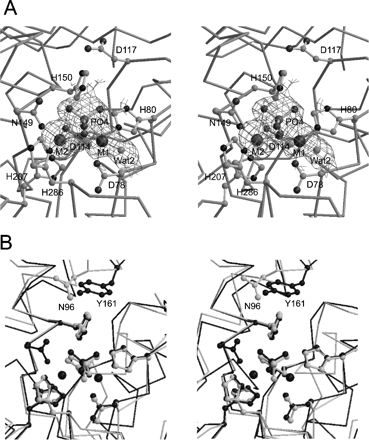 A
D117 D117
H150 H150
N149 H80 N149 H80
PO4 PO4
M2 D114 M1 M2 D114 M1
Wat2 Wat2
H207 H207
H286 D78 H286 D78
B
N96 Y161 N96 Y161